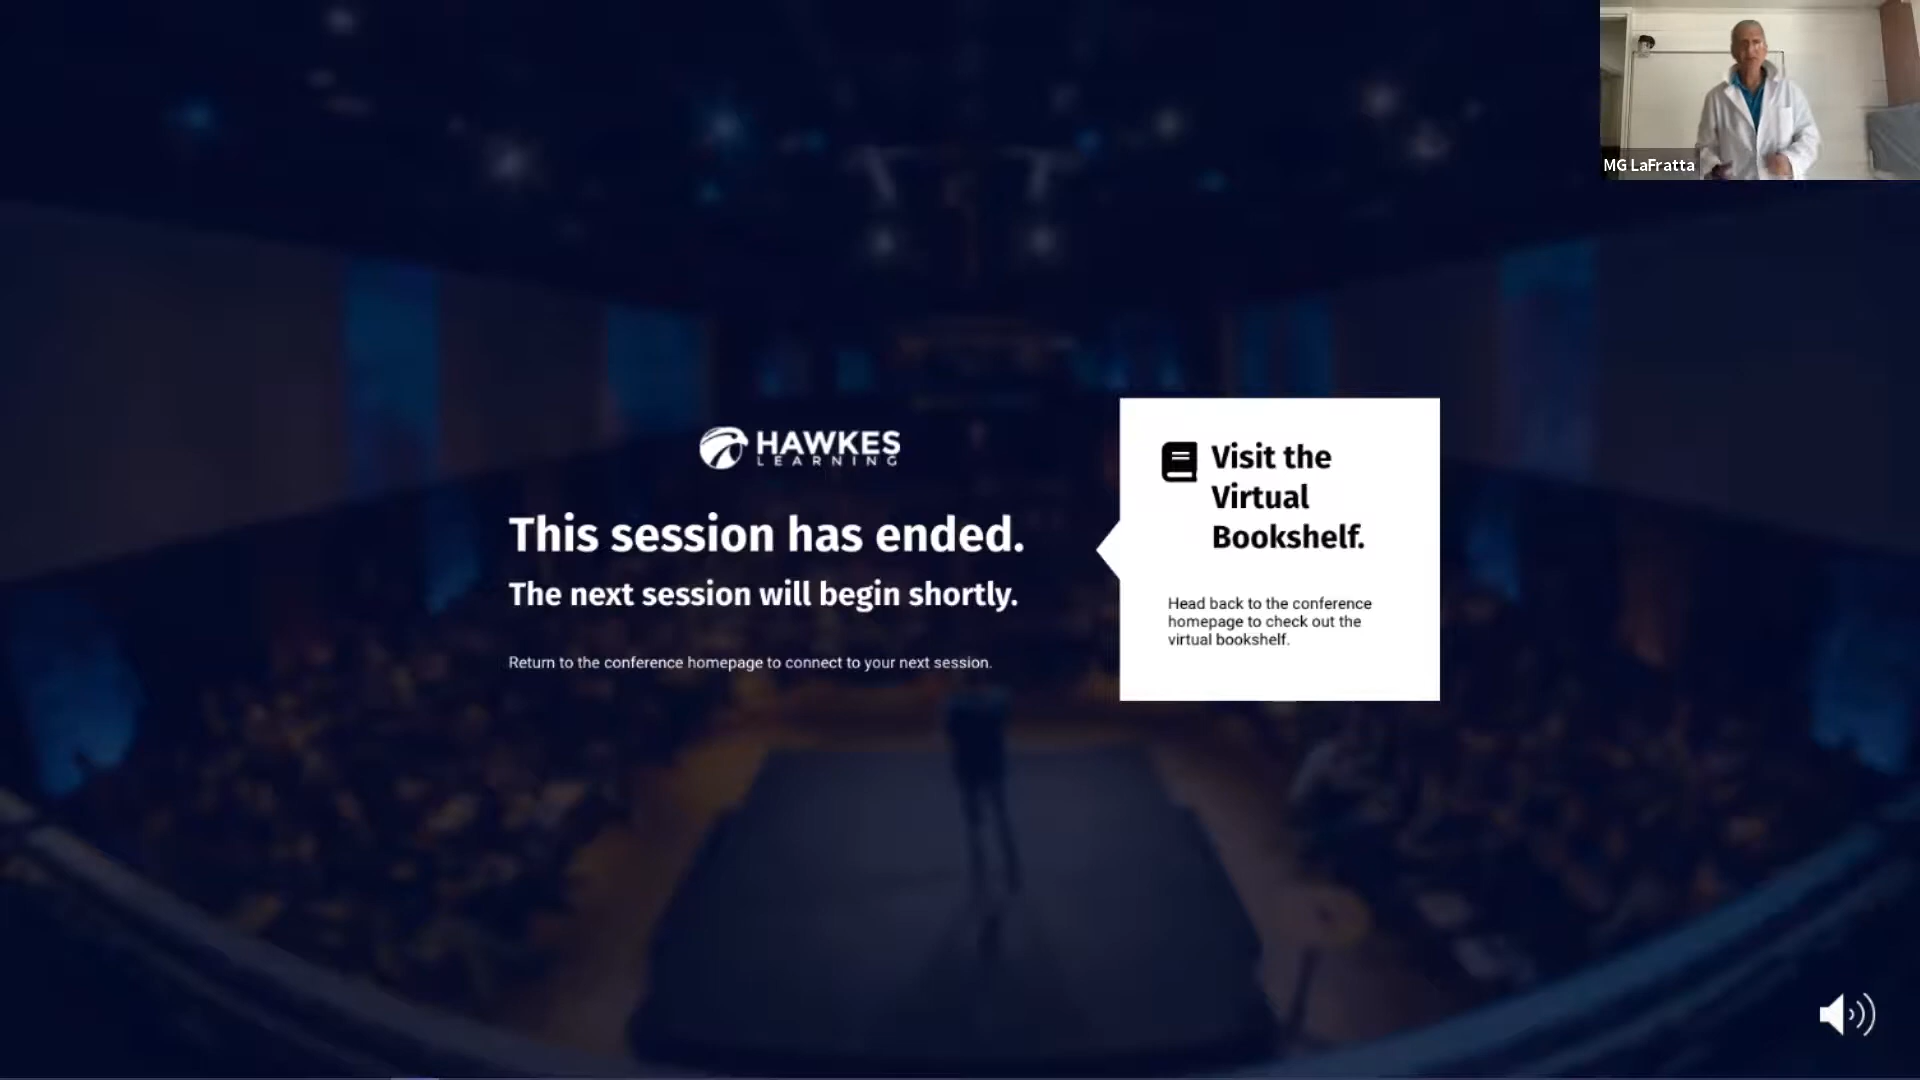 MG LaFratta
HAWKES
LEARNING
This session has ended.
The next session will begin shortly.
Return to the conference homepage to connect to your next session.
Visit the
Virtual
Bookshelf.
Head back to the conference
homepage to check out the
virtual bookshelf.